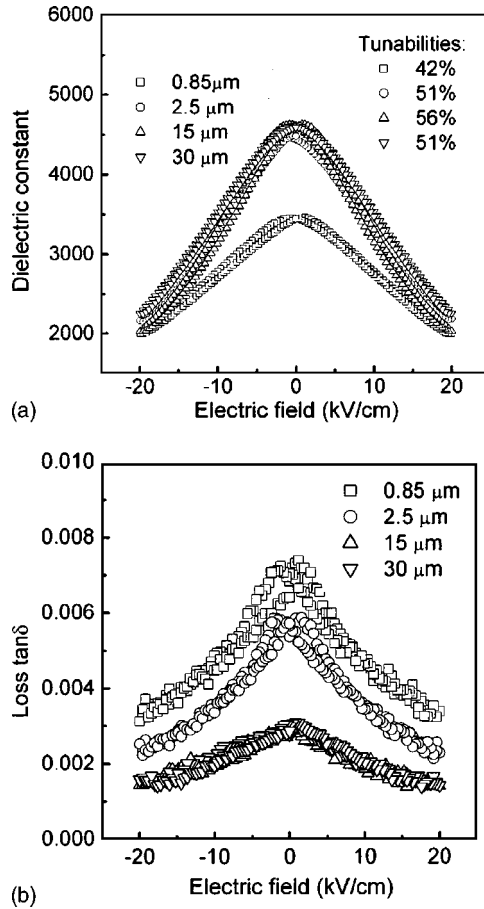 6000
5000
4000
3000
2000
Dielectric constant
0.85μm
2.5 μm
15 μm
30 μm
Tunabilities:
42%
51%
56%
51%
-20 -10 0 10 20
(a)
Electric field (kV/cm)
0.010
0.008
0.006
0.004
0.002
0.000
Loss tanδ
0.85 μm
2.5 μm
15 μm
30 μm
-20 -10 0 10 20
(b)
Electric field (kV/cm)